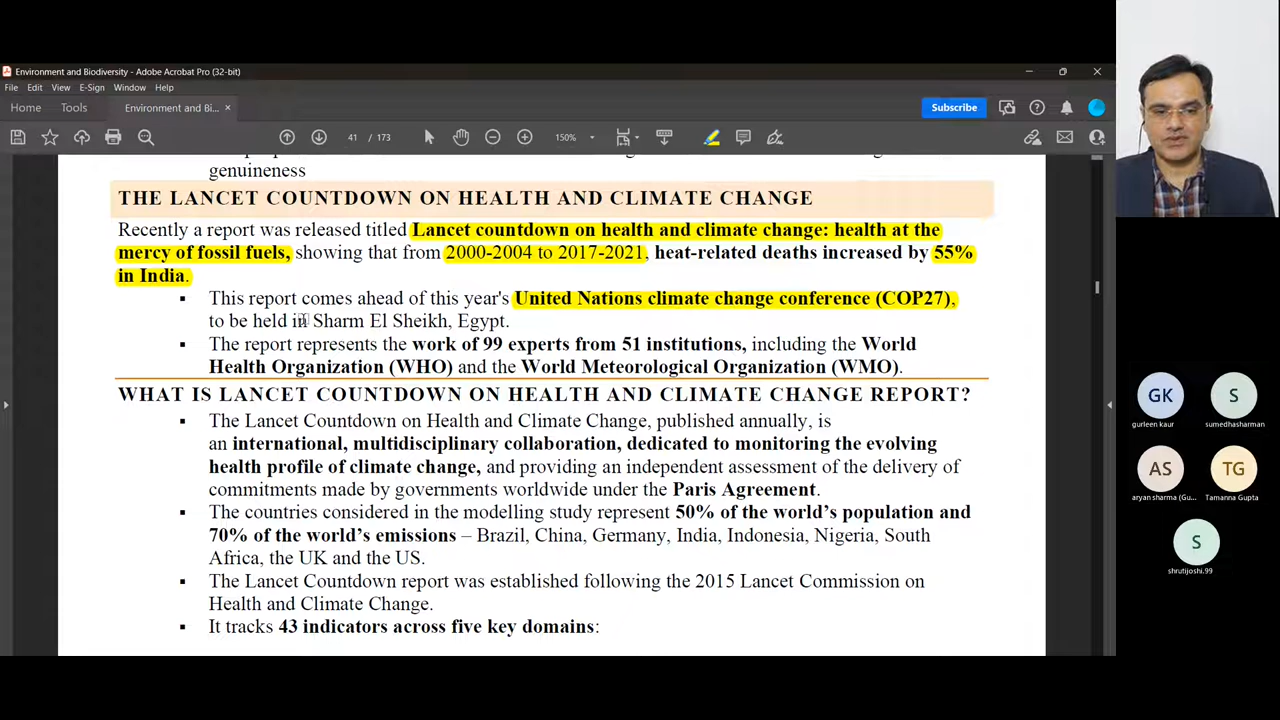 Environment and Biodiversity - Adobe Acrobat Pro (32-bit)
File Edit View E-Sign Window Help
Home Tools Environment and Bi... × Subscribe
41 / 173 150%
genuineness
THE LANCET COUNTDOWN ON HEALTH AND CLIMATE CHANGE
Recently a report was released titled Lancet countdown on health and climate change: health at the
mercy of fossil fuels, showing that from 2000-2004 to 2017-2021, heat-related deaths increased by 55%
in India.
▪ This report comes ahead of this year's United Nations climate change conference (COP27),
to be held in Sharm El Sheikh, Egypt.
▪ The report represents the work of 99 experts from 51 institutions, including the World
Health Organization (WHO) and the World Meteorological Organization (WMO).
WHAT IS LANCET COUNTDOWN ON HEALTH AND CLIMATE CHANGE REPORT?
▪ The Lancet Countdown on Health and Climate Change, published annually, is
an international, multidisciplinary collaboration, dedicated to monitoring the evolving
health profile of climate change, and providing an independent assessment of the delivery of
commitments made by governments worldwide under the Paris Agreement.
▪ The countries considered in the modelling study represent 50% of the world's population and
70% of the world's emissions – Brazil, China, Germany, India, Indonesia, Nigeria, South
Africa, the UK and the US.
▪ The Lancet Countdown report was established following the 2015 Lancet Commission on
Health and Climate Change.
▪ It tracks 43 indicators across five key domains:
GK S
gurleen kaur sumedhasharman
AS TG
aryan sharma (Gu... Tamanna Gupta
S
shrutijoshi.99